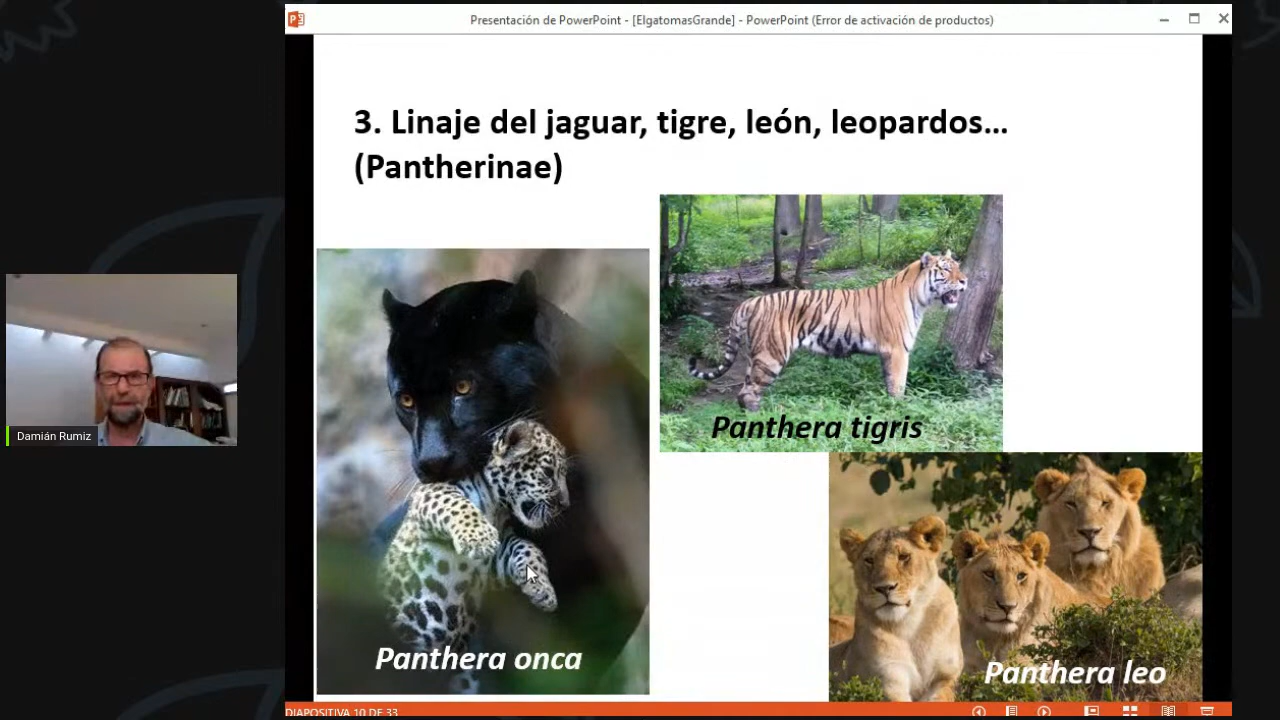 Presentación de PowerPoint - [ElgatomasGrande] - PowerPoint (Error de activación de productos)
3. Linaje del jaguar, tigre, león, leopardos...
(Pantherinae)
Panthera tigris
Damián Rumiz
Panthera onca
Panthera leo
DIAPOSITIVA 10 DE 33